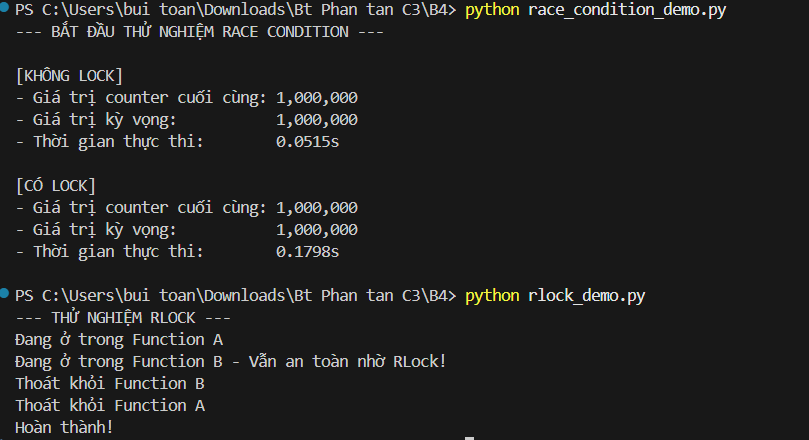 PS C:\Users\bui toan\Downloads\Bt Phan tan C3\B4> python race_condition_demo.py
--- BẮT ĐẦU THỬ NGHIỆM RACE CONDITION ---
[KHÔNG LOCK]
- Giá trị counter cuối cùng: 1,000,000
- Giá trị kỳ vọng: 1,000,000
- Thời gian thực thi: 0.0515s
[CÓ LOCK]
- Giá trị counter cuối cùng: 1,000,000
- Giá trị kỳ vọng: 1,000,000
- Thời gian thực thi: 0.1798s
PS C:\Users\bui toan\Downloads\Bt Phan tan C3\B4> python rlock_demo.py
--- THỬ NGHIỆM RLOCK ---
Đang ở trong Function A
Đang ở trong Function B - Vẫn an toàn nhờ RLock!
Thoát khỏi Function B
Thoát khỏi Function A
Hoàn thành!